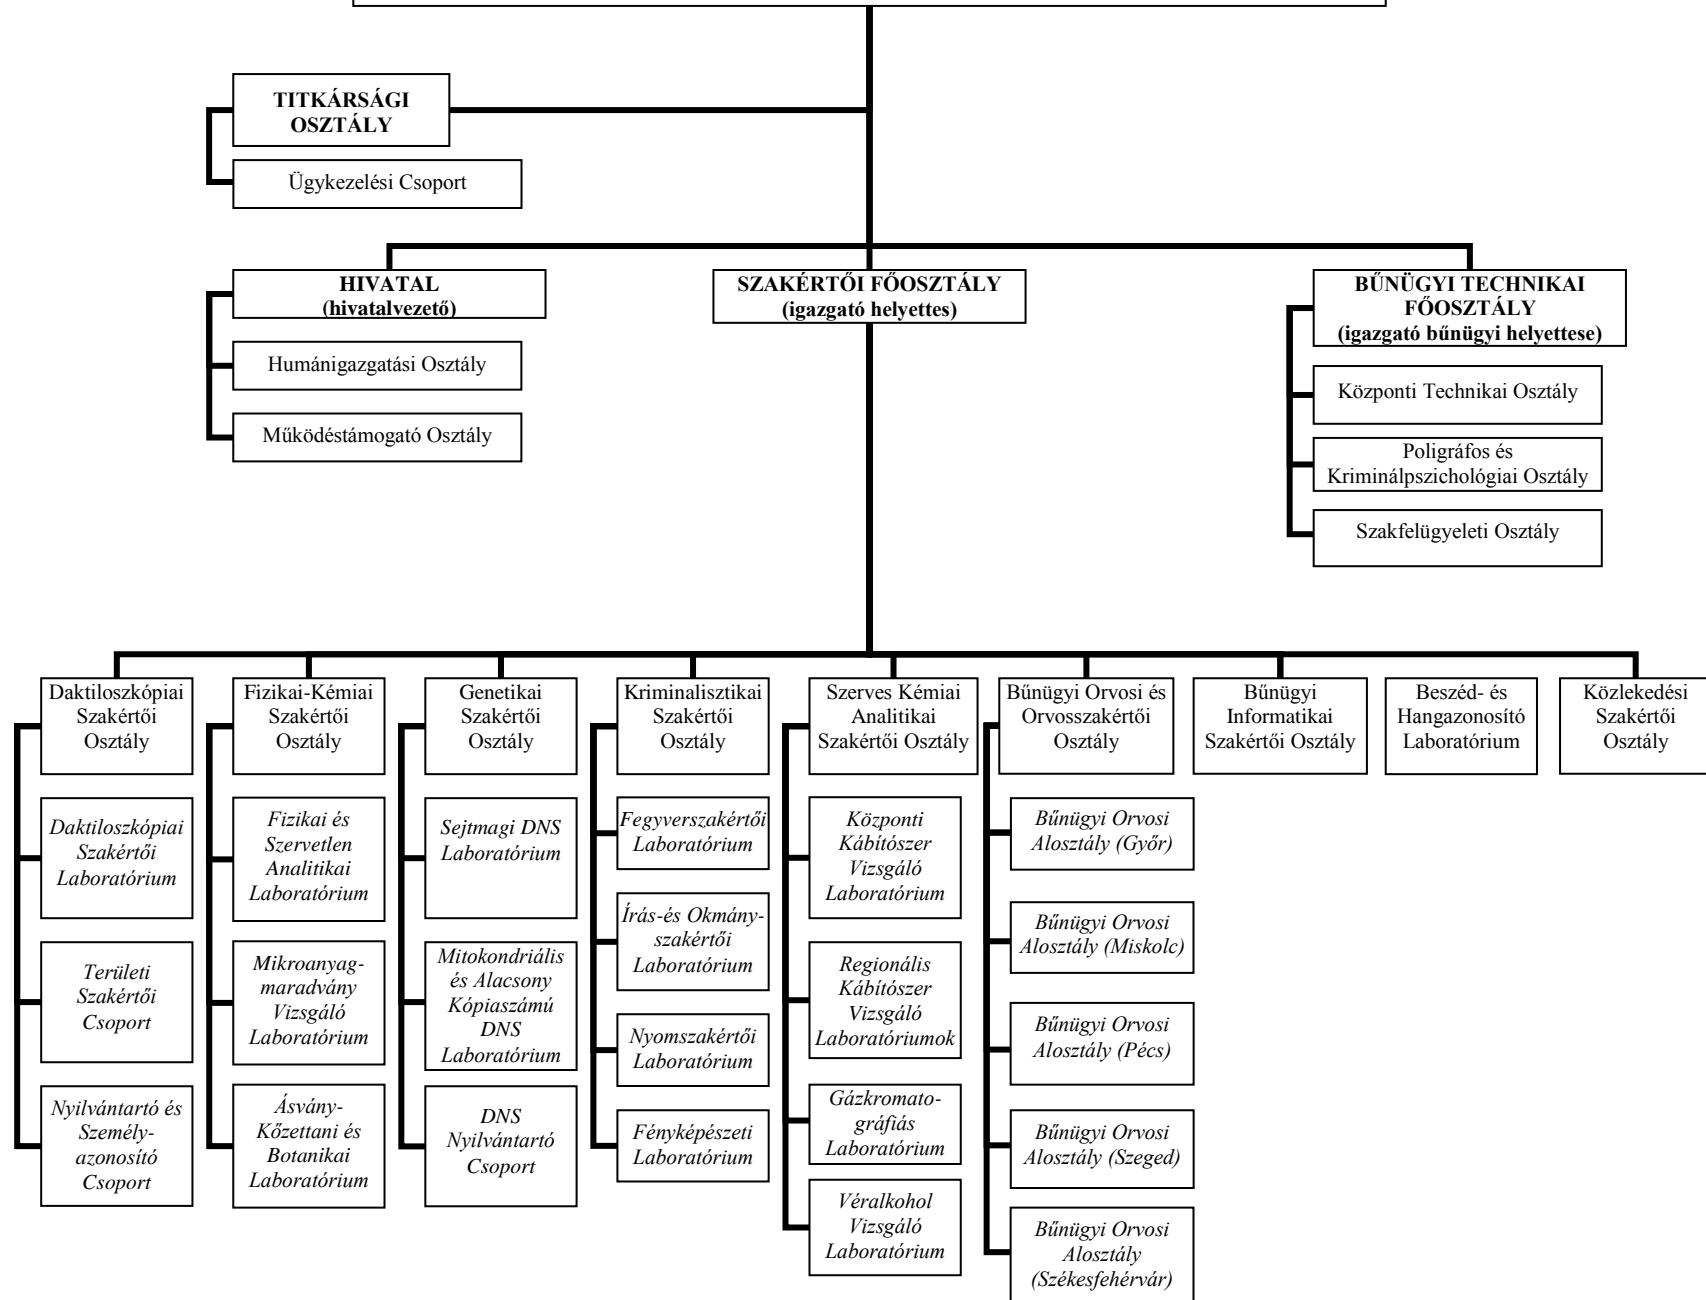 TITKÁRSÁGI
OSZTÁLY
Ügykezelési Csoport
HIVATAL
(hivatalvezető)
Humánigazgatási Osztály
Működéstámogató Osztály
SZAKÉRTŐI FŐOSZTÁLY
(igazgató helyettes)
BŰNÜGYI TECHNIKAI
FŐOSZTÁLY
(igazgató bűnügyi helyettese)
Központi Technikai Osztály
Poligráfos és
Kriminálpszichológiai Osztály
Szakfelügyeleti Osztály
Daktiloszkópiai
Szakértői
Osztály
Daktiloszkópiai
Szakértői
Laboratórium
Területi
Szakértői
Csoport
Nyilvántartó és
Személy-
azonosító
Csoport
Fizikai-Kémiai
Szakértői
Osztály
Fizikai és
Szervetlen
Analitikai
Laboratórium
Mikroanyag-
maradvány
Vizsgáló
Laboratórium
Ásvány-
Kőzettani és
Botanikai
Laboratórium
Genetikai
Szakértői
Osztály
Sejtmagi DNS
Laboratórium
Mitokondriális
és Alacsony
Kópiaszámú
DNS
Laboratórium
DNS
Nyilvántartó
Csoport
Kriminalisztikai
Szakértői
Osztály
Fegyverszakértői
Laboratórium
Írás-és Okmány-
szakértői
Laboratórium
Nyomszakértői
Laboratórium
Fényképészeti
Laboratórium
Szerves Kémiai
Analitikai
Szakértői Osztály
Központi
Kábítószer
Vizsgáló
Laboratórium
Regionális
Kábítószer
Vizsgáló
Laboratóriumok
Gázkromato-
gráfiás
Laboratórium
Véralkohol
Vizsgáló
Laboratórium
Bűnügyi Orvosi és
Orvosszakértői
Osztály
Bűnügyi Orvosi
Alosztály (Győr)
Bűnügyi Orvosi
Alosztály (Miskolc)
Bűnügyi Orvosi
Alosztály (Pécs)
Bűnügyi Orvosi
Alosztály (Szeged)
Bűnügyi Orvosi
Alosztály
(Székesfehérvár)
Bűnügyi
Informatikai
Szakértői Osztály
Beszéd- és
Hangazonosító
Laboratórium
Közlekedési
Szakértői
Osztály